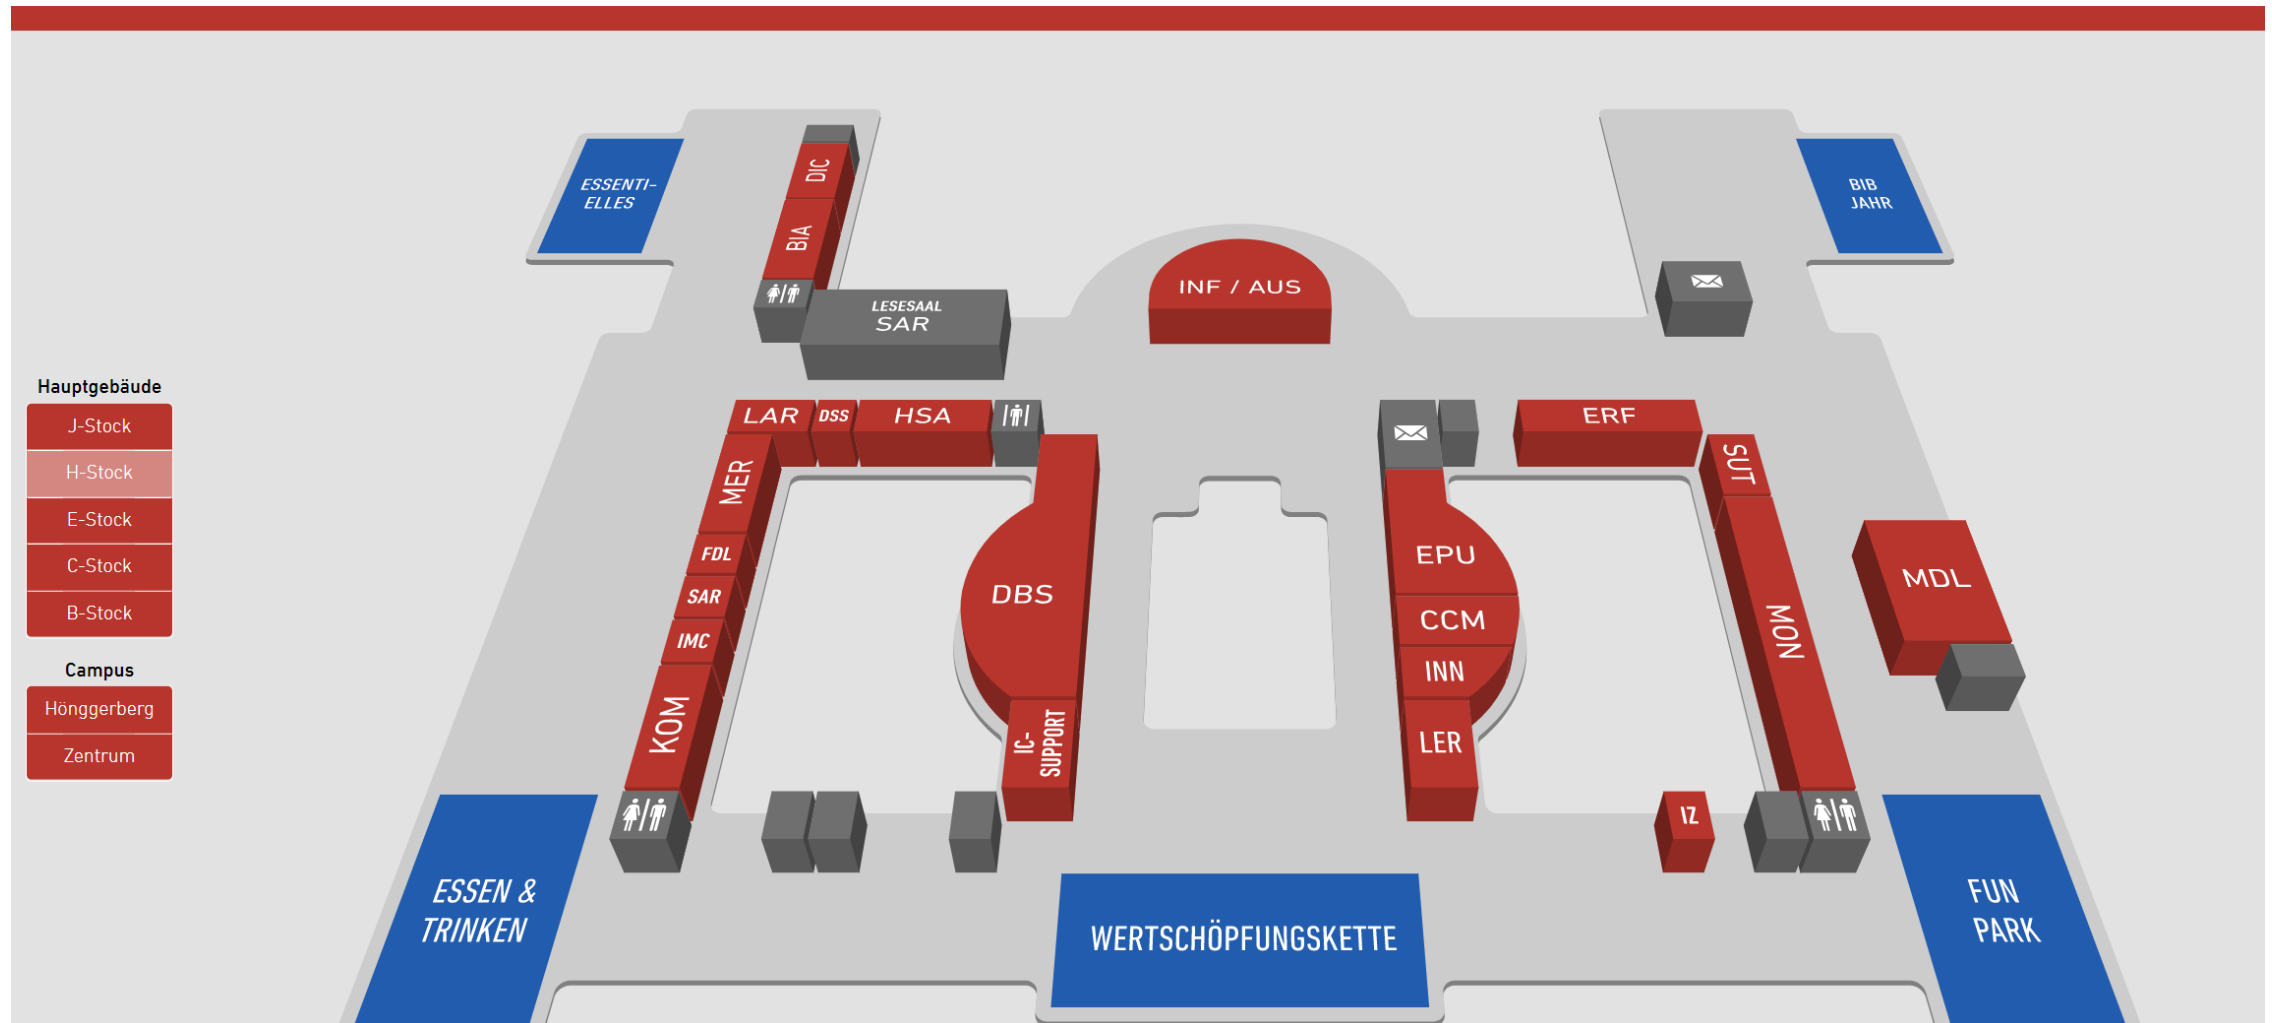 ESSENTI-
ELLES
DIC
BIA
BIB
JAHR
INF / AUS
LESESAAL
SAR
Hauptgebäude
J-Stock
H-Stock
E-Stock
C-Stock
B-Stock
Campus
Hönggerberg
Zentrum
LAR
DSS
HSA
ERF
MER
SUT
FDL
SAR
IMC
KOM
DBS
IC-
SUPPORT
EPU
CCM
INN
LER
MON
MDL
IZ
ESSEN &
TRINKEN
WERTSCHÖPFUNGSKETTE
FUN
PARK